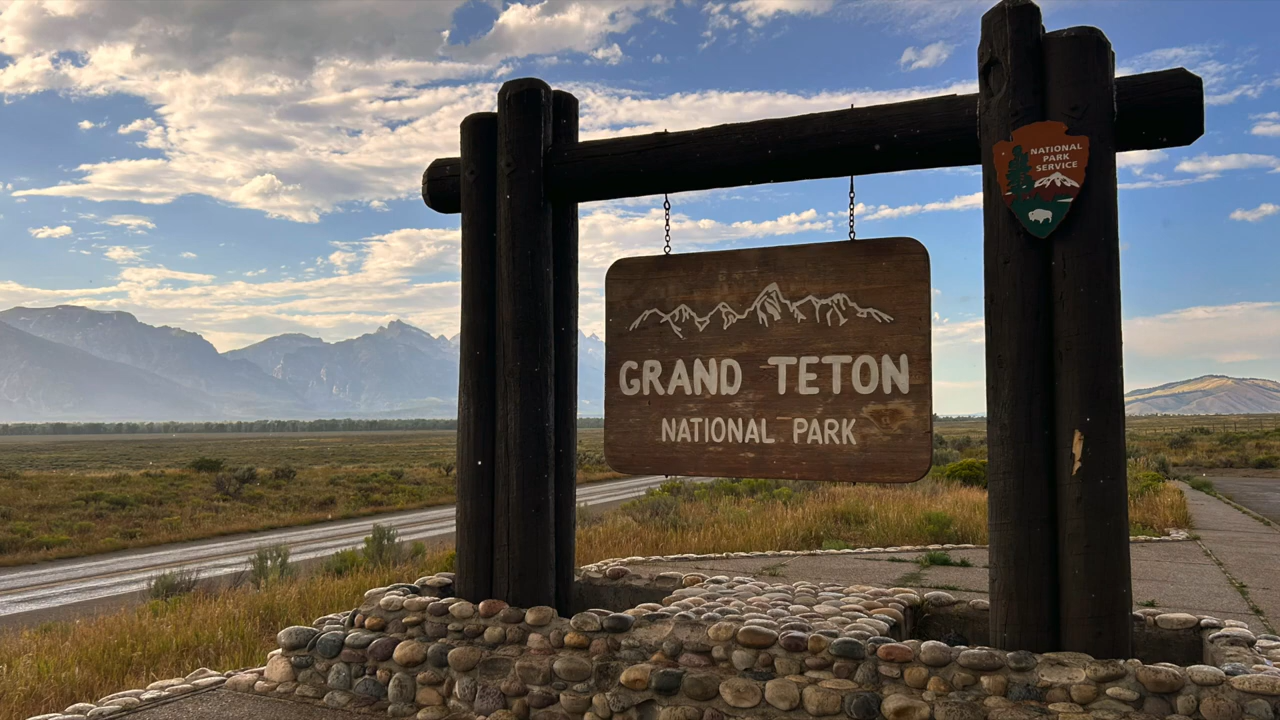 NATIONAL
PARK
SERVICE
GRAND TETON
NATIONAL PARK